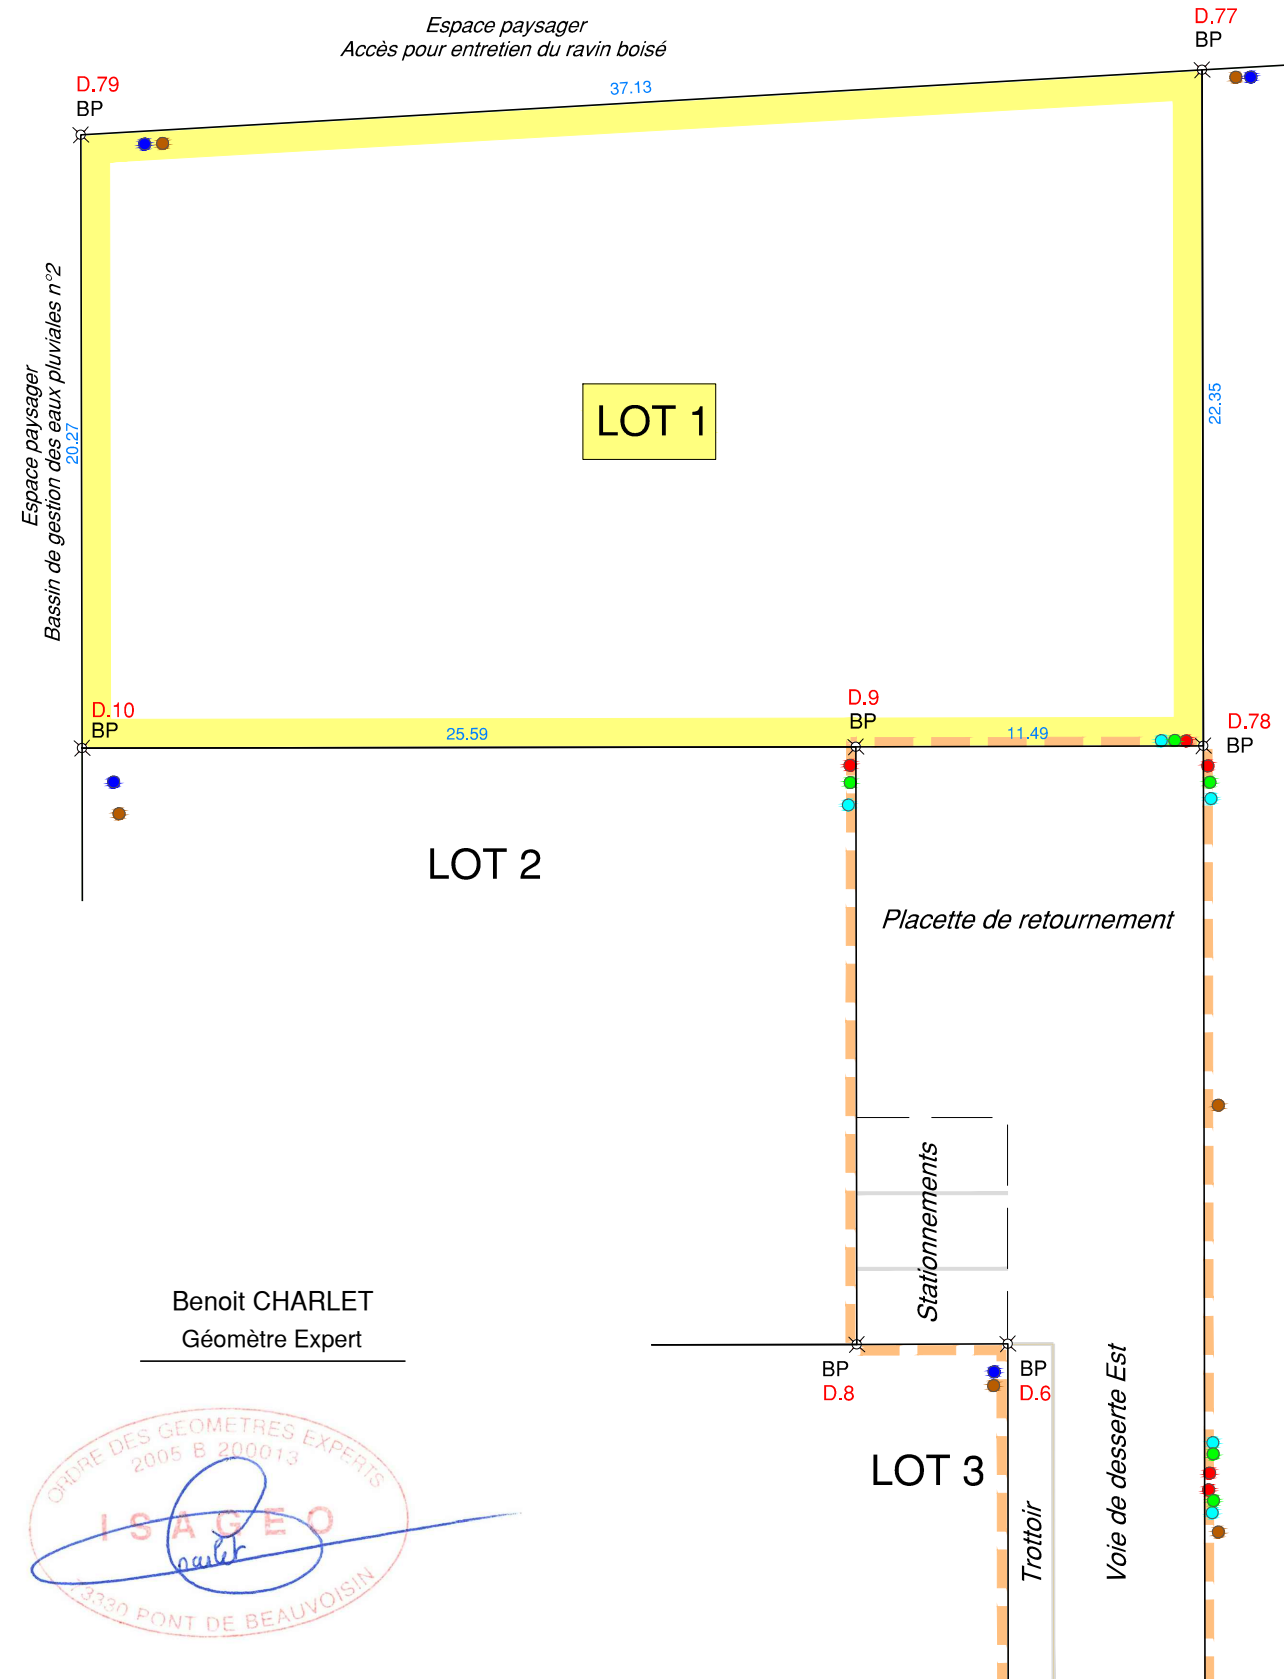 Espace paysager
Accès pour entretien du ravin boisé
D.77
BP
D.79
BP
37.13
Espace paysager
Bassin de gestion des eaux pluviales n°2
20.27
LOT 1
22.35
D.10
BP
25.59
D.9
BP
11.49
D.78
BP
LOT 2
Placette de retournement
Stationnements
Benoit CHARLET
Géomètre Expert
BP
D.8
BP
D.6
LOT 3
Trottoir
Voie de desserte Est
ORDRE DES GEOMETRES EXPERTS
2005 B 200013
ISAGEO
73330 PONT DE BEAUVOISIN